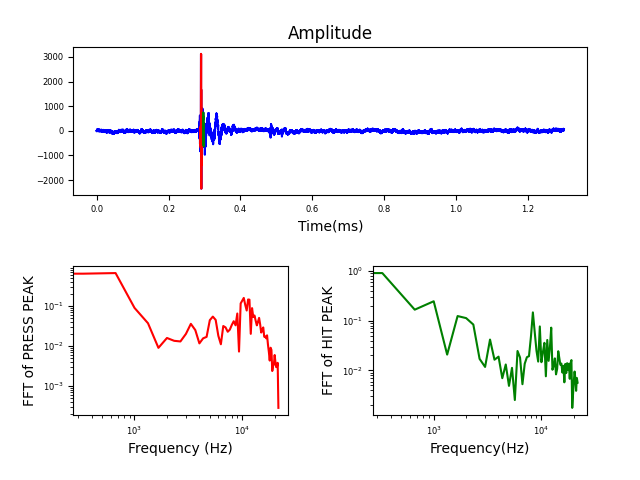 Amplitude
3000
2000
1000
0
−1000
−2000
0.0 0.2 0.4 0.6 0.8 1.0 1.2
Time(ms)
FFT of PRESS PEAK
10⁻¹
10⁻²
10⁻³
10³ 10⁴
Frequency (Hz)
FFT of HIT PEAK
10⁰
10⁻¹
10⁻²
10³ 10⁴
Frequency(Hz)